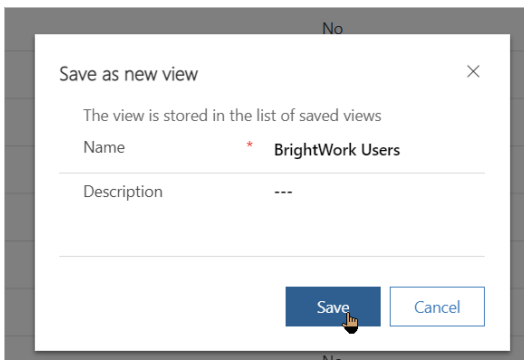 No
Save as new view
The view is stored in the list of saved views
Name * BrightWork Users
Description ---
Save Cancel
No